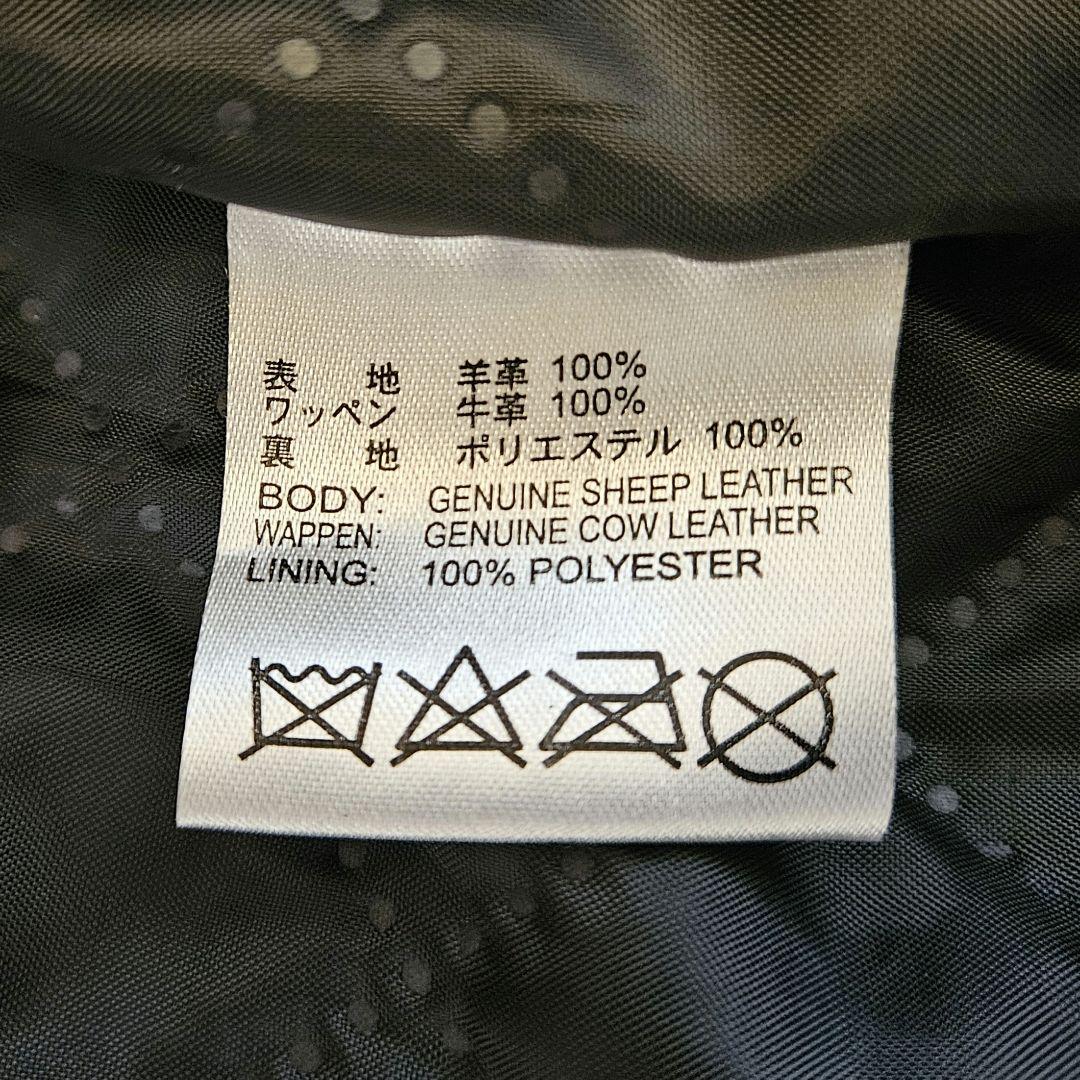 表 地 羊革 100%
ワッペン 牛革 100%
裏 地 ポリエステル 100%
BODY: GENUINE SHEEP LEATHER
WAPPEN: GENUINE COW LEATHER
LINING: 100% POLYESTER